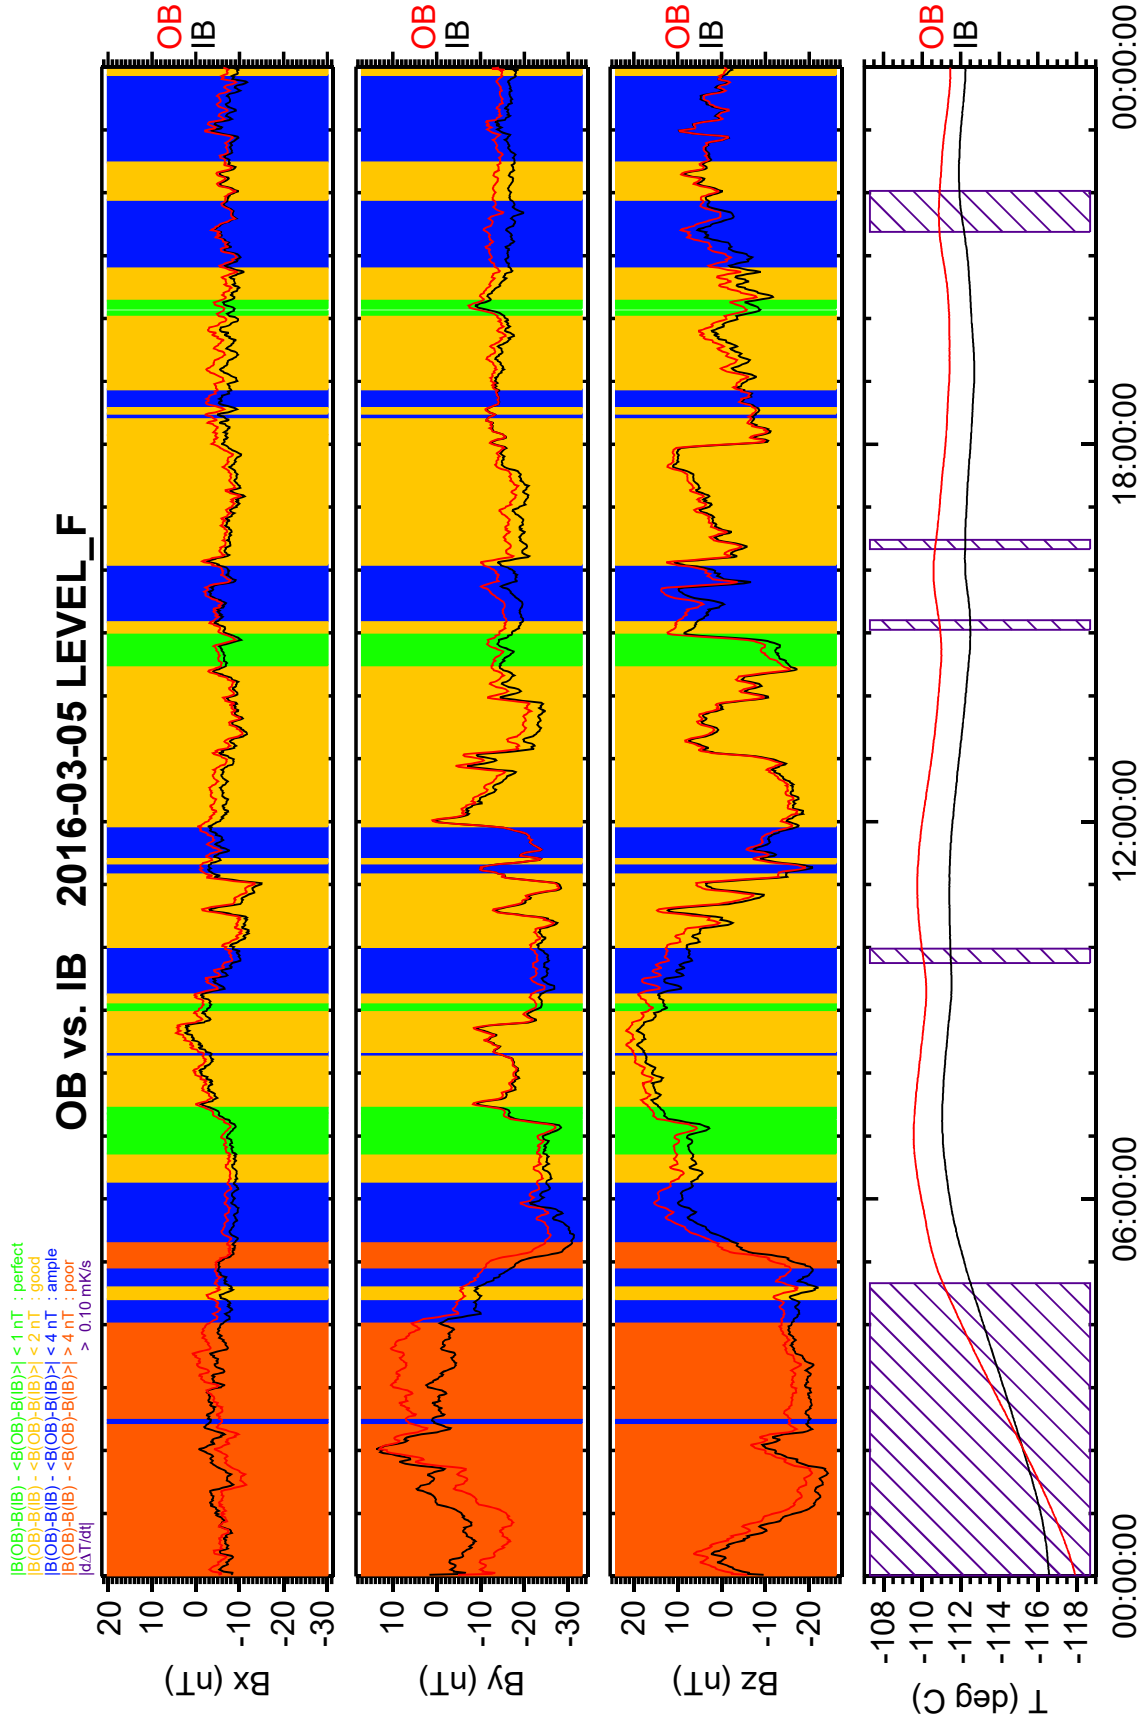 |B(OB)-B(IB) - <B(OB)-B(IB)>| < 1 nT : perfect
|B(OB)-B(IB) - <B(OB)-B(IB)>| < 2 nT : good
|B(OB)-B(IB) - <B(OB)-B(IB)>| < 4 nT : ample
|B(OB)-B(IB) - <B(OB)-B(IB)>| > 4 nT : poor
|dΔT/dt| > 0.10 mK/s
OB vs. IB 2016-03-05 LEVEL_F
Bx (nT)
20
10
0
-10
-20
-30
OB
IB
By (nT)
10
0
-10
-20
-30
OB
IB
Bz (nT)
20
10
0
-10
-20
OB
IB
T (deg C)
-108
-110
-112
-114
-116
-118
OB
IB
00:00:00
06:00:00
12:00:00
18:00:00
00:00:00